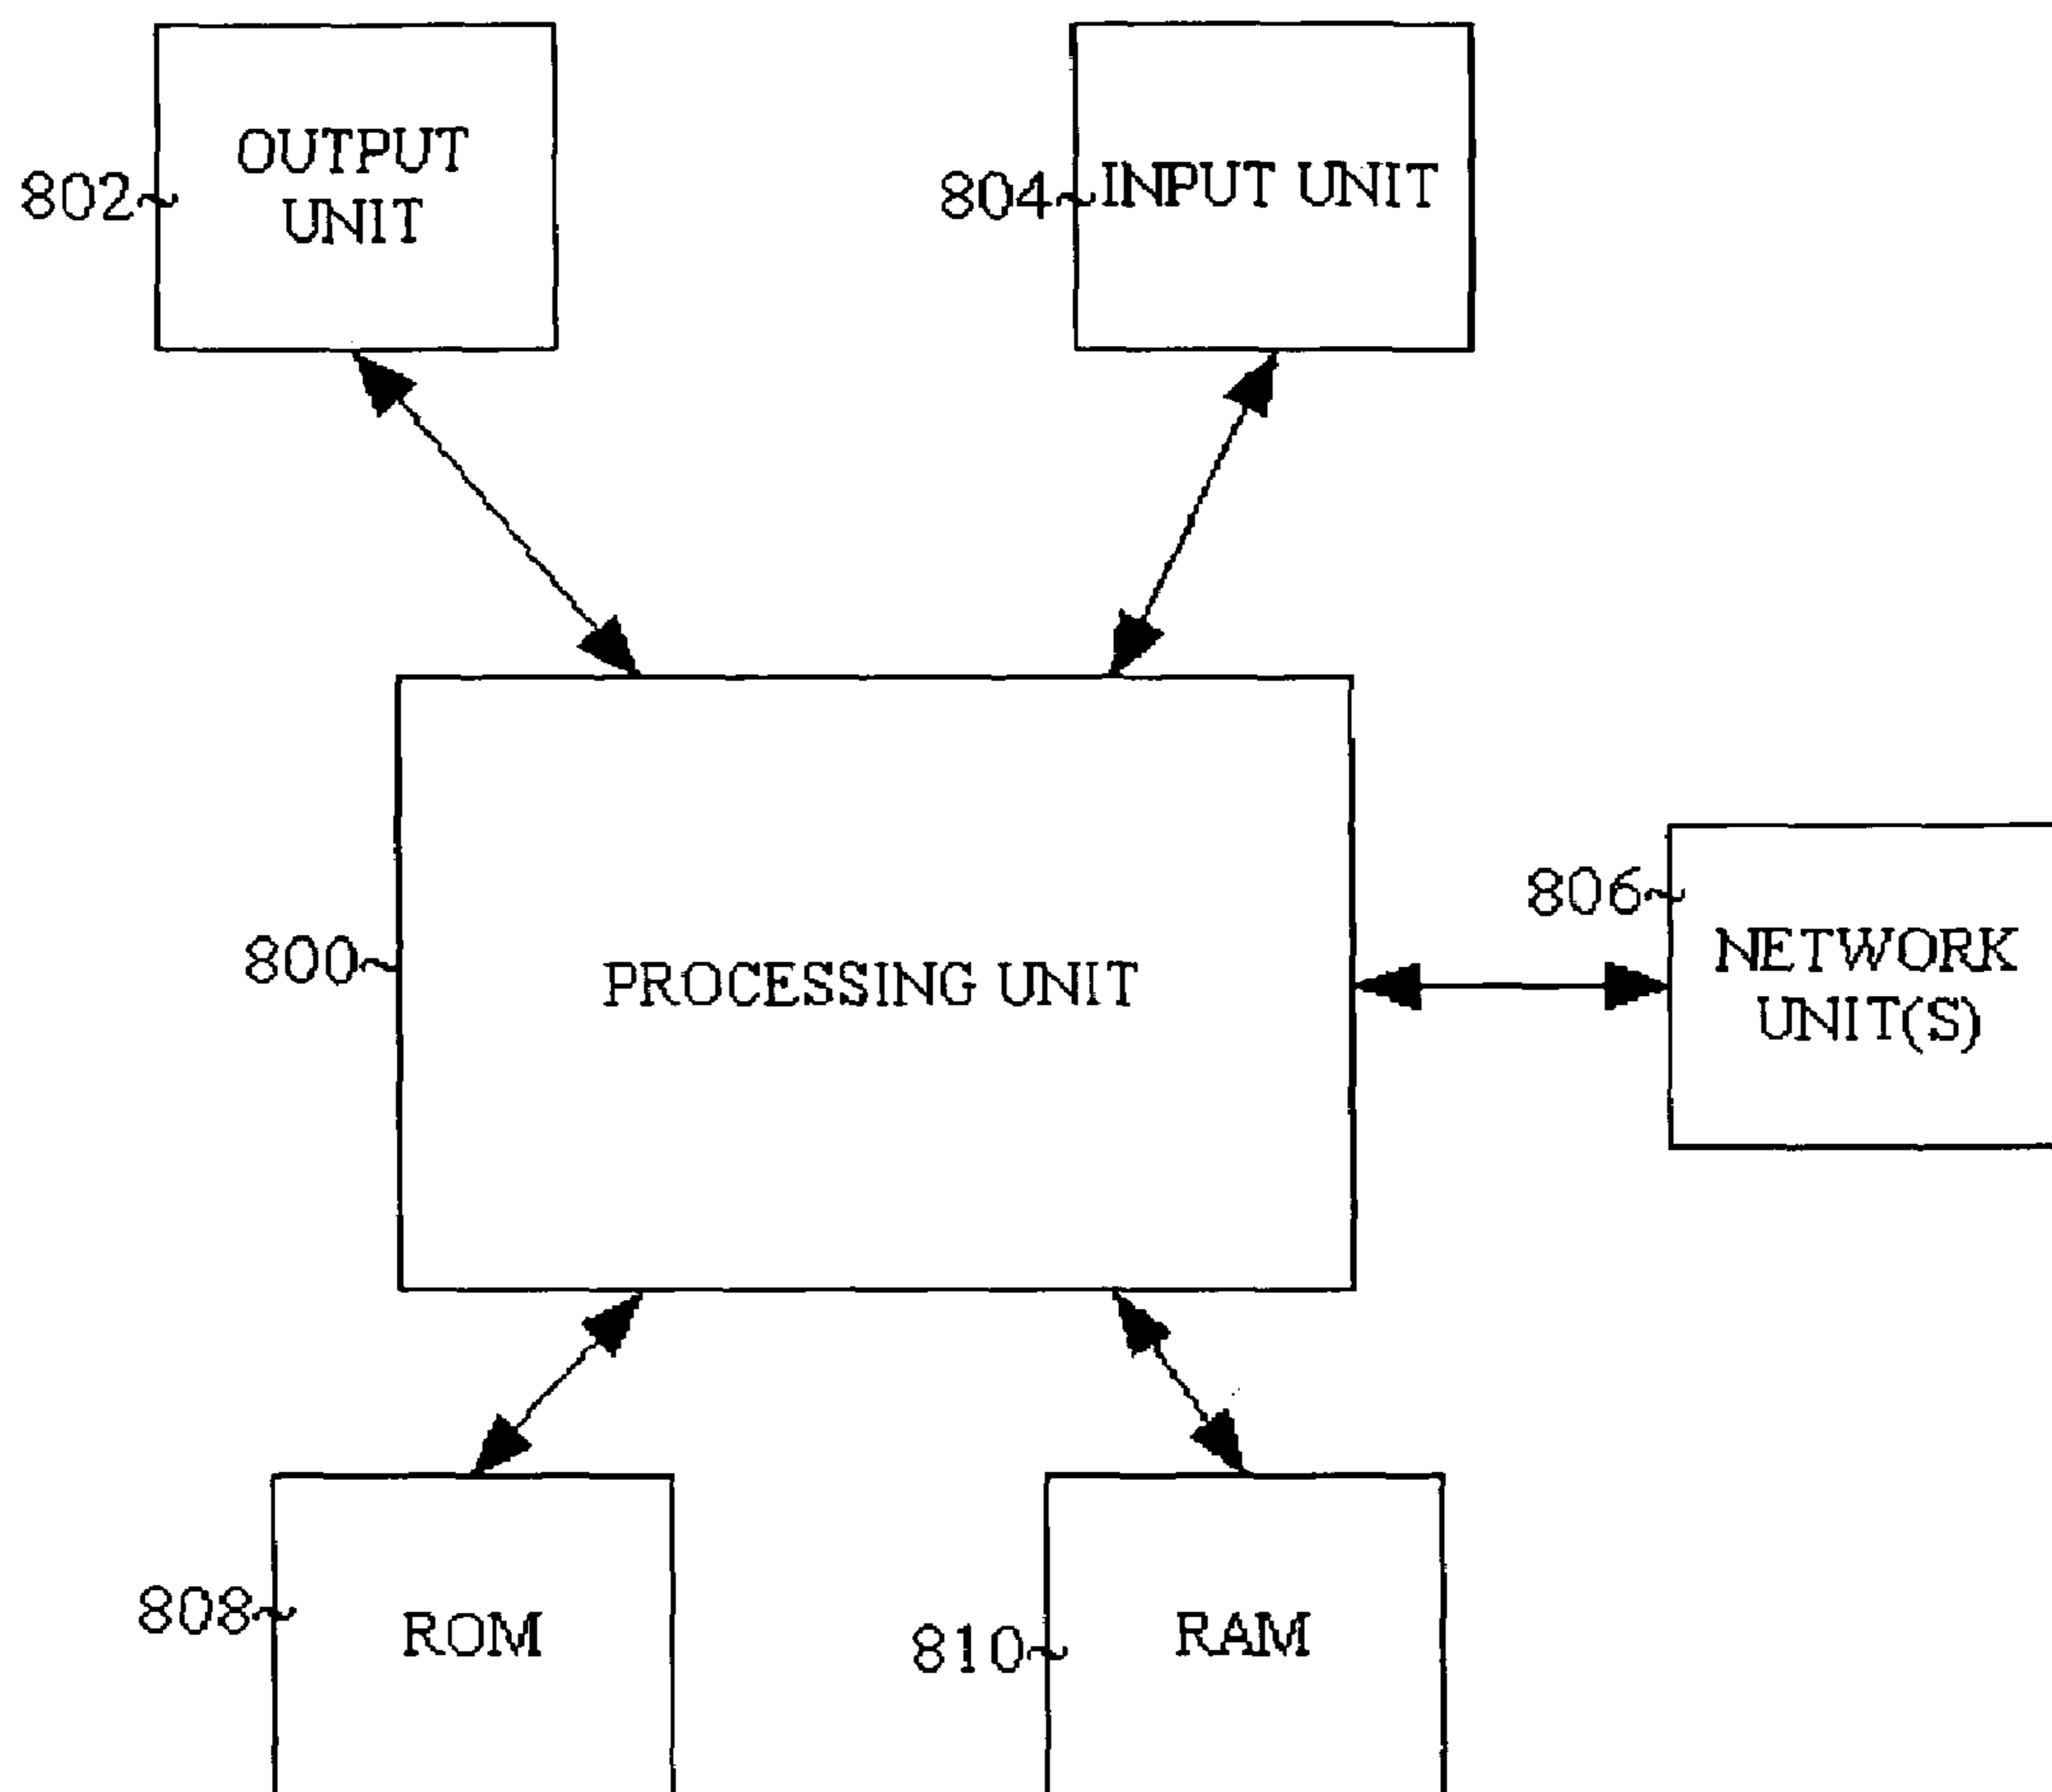 OUTPUT
UNIT
802~
INPUT UNIT
804~
PROCESSING UNIT
800~
806~
NETWORK
UNIT(S)
808~
ROM
810~
RAM